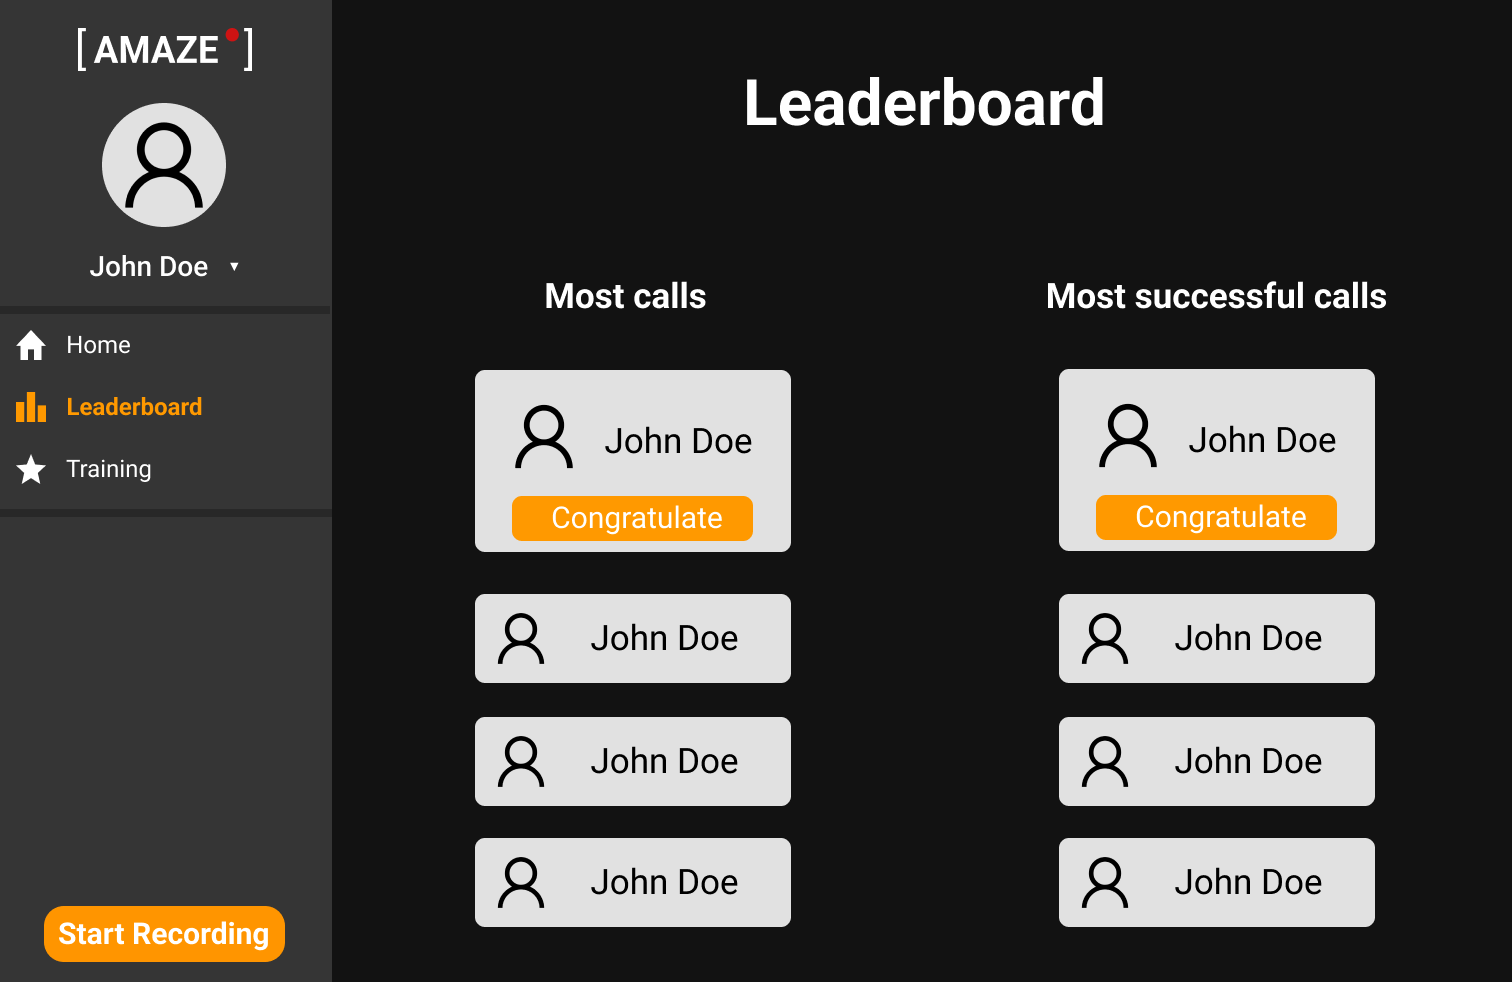 [ AMAZE ]
John Doe ▼
Home
Leaderboard
Training
Start Recording
Leaderboard
Most calls
John Doe
Congratulate
John Doe
John Doe
John Doe
Most successful calls
John Doe
Congratulate
John Doe
John Doe
John Doe